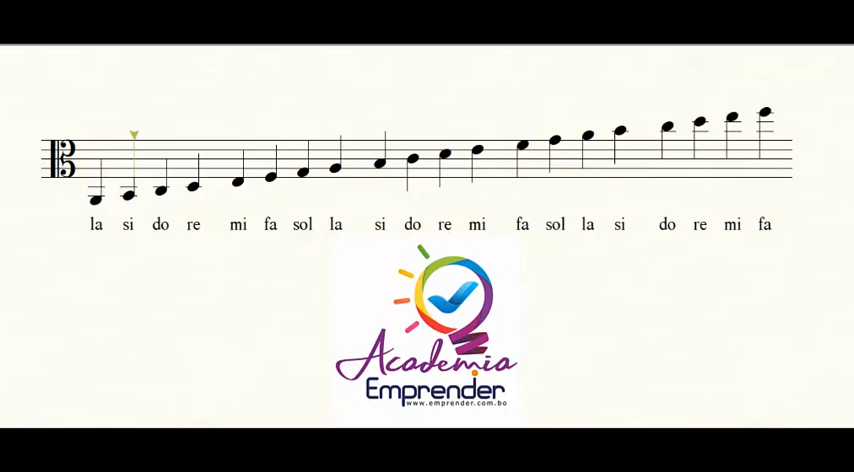 la si do re mi fa sol la si do re mi fa sol la si do re mi fa
Academia
Emprender
www.emprender.com.bo